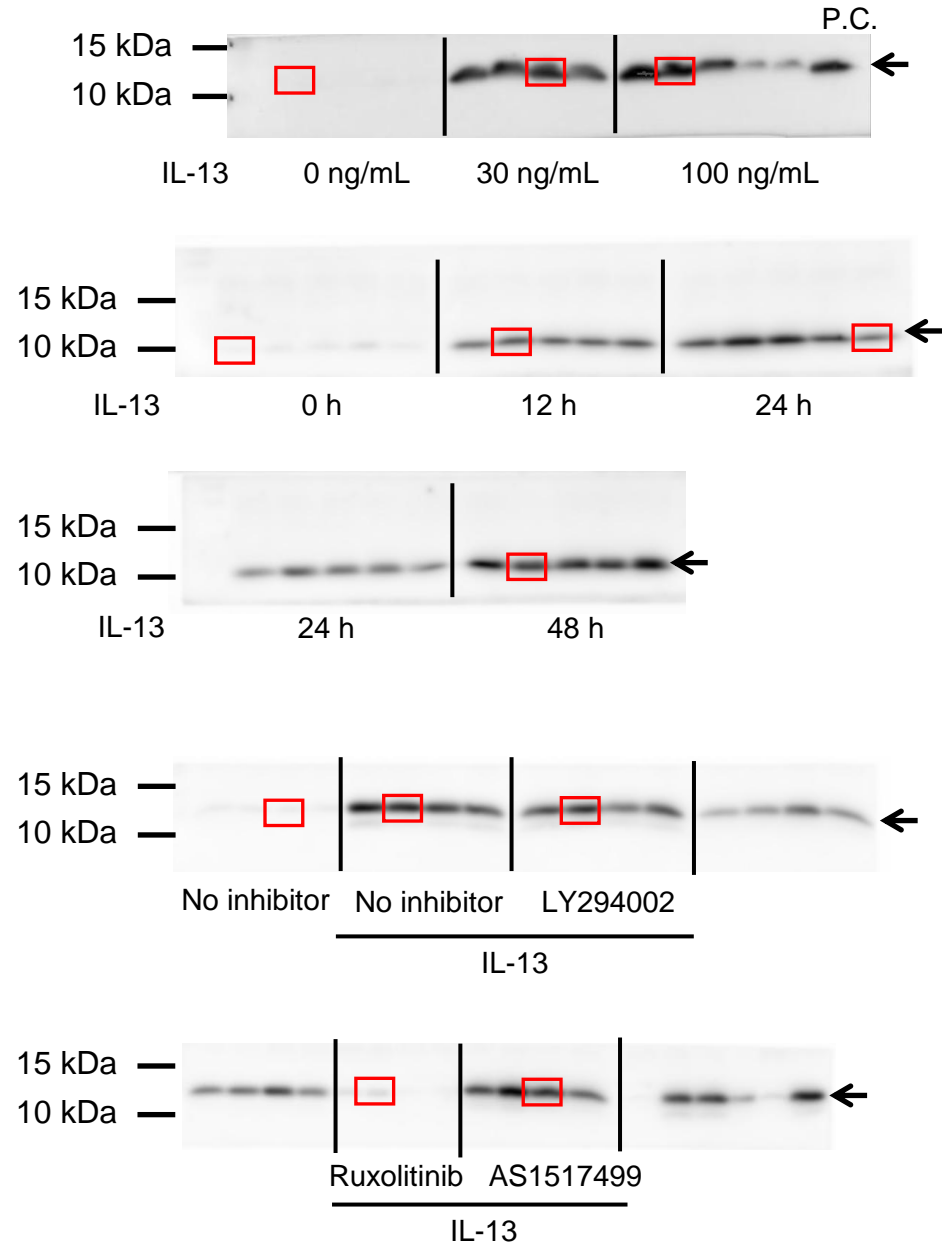 P.C.
15 kDa
10 kDa
IL-13 0 ng/mL 30 ng/mL 100 ng/mL
15 kDa
10 kDa
IL-13 0 h 12 h 24 h
15 kDa
10 kDa
IL-13 24 h 48 h
15 kDa
10 kDa
No inhibitor No inhibitor LY294002
IL-13
15 kDa
10 kDa
Ruxolitinib AS1517499
IL-13